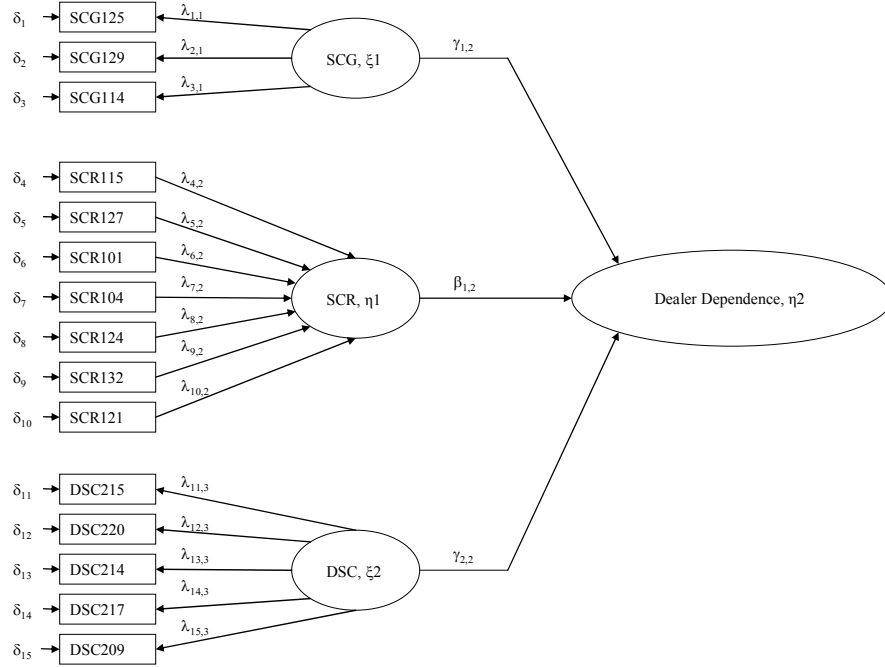 δ1 SCG125 λ1,1
δ2 SCG129 λ2,1 SCG, ξ1 γ1,2
δ3 SCG114 λ3,1
δ4 SCR115 λ4,2
δ5 SCR127 λ5,2
δ6 SCR101 λ6,2
δ7 SCR104 λ7,2 SCR, η1 β1,2 Dealer Dependence, η2
δ8 SCR124 λ8,2
δ9 SCR132 λ9,2
δ10 SCR121 λ10,2
δ11 DSC215 λ11,3
δ12 DSC220 λ12,3
δ13 DSC214 λ13,3 DSC, ξ2 γ2,2
δ14 DSC217 λ14,3
δ15 DSC209 λ15,3